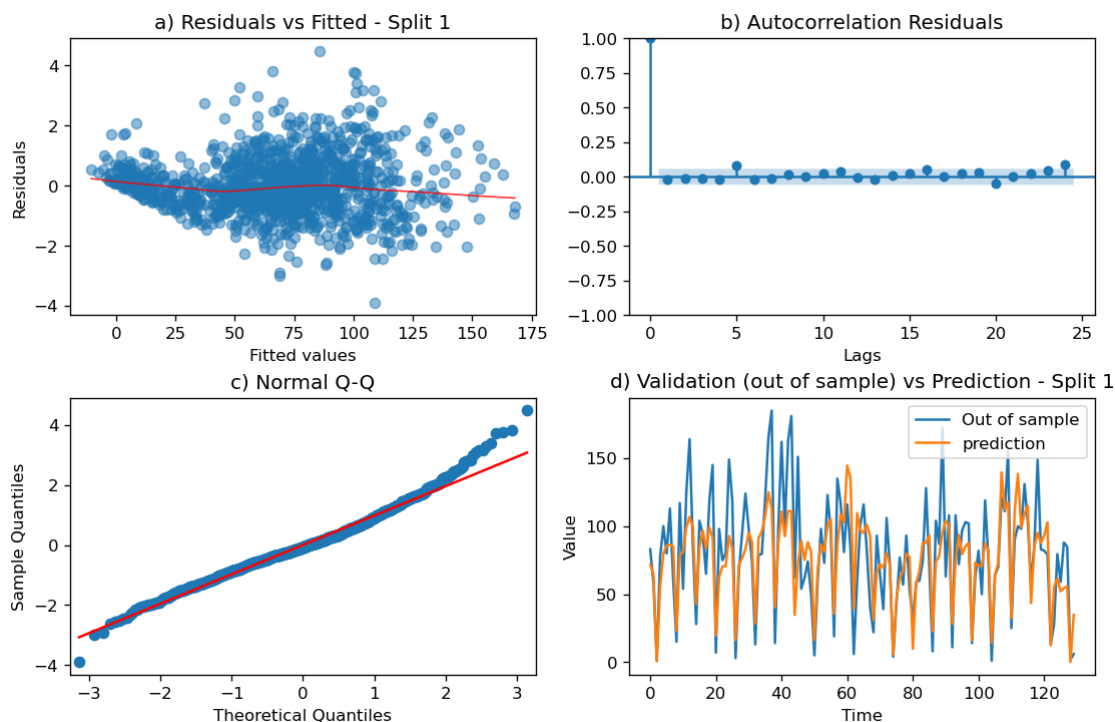 a) Residuals vs Fitted - Split 1
Residuals
4
2
0
−2
−4
0 25 50 75 100 125 150 175
Fitted values
b) Autocorrelation Residuals
1.00
0.75
0.50
0.25
0.00
−0.25
−0.50
−0.75
−1.00
0 5 10 15 20 25
Lags
c) Normal Q-Q
Sample Quantiles
4
2
0
−2
−4
−3 −2 −1 0 1 2 3
Theoretical Quantiles
d) Validation (out of sample) vs Prediction - Split 1
Out of sample
prediction
Value
150
100
50
0
0 20 40 60 80 100 120
Time